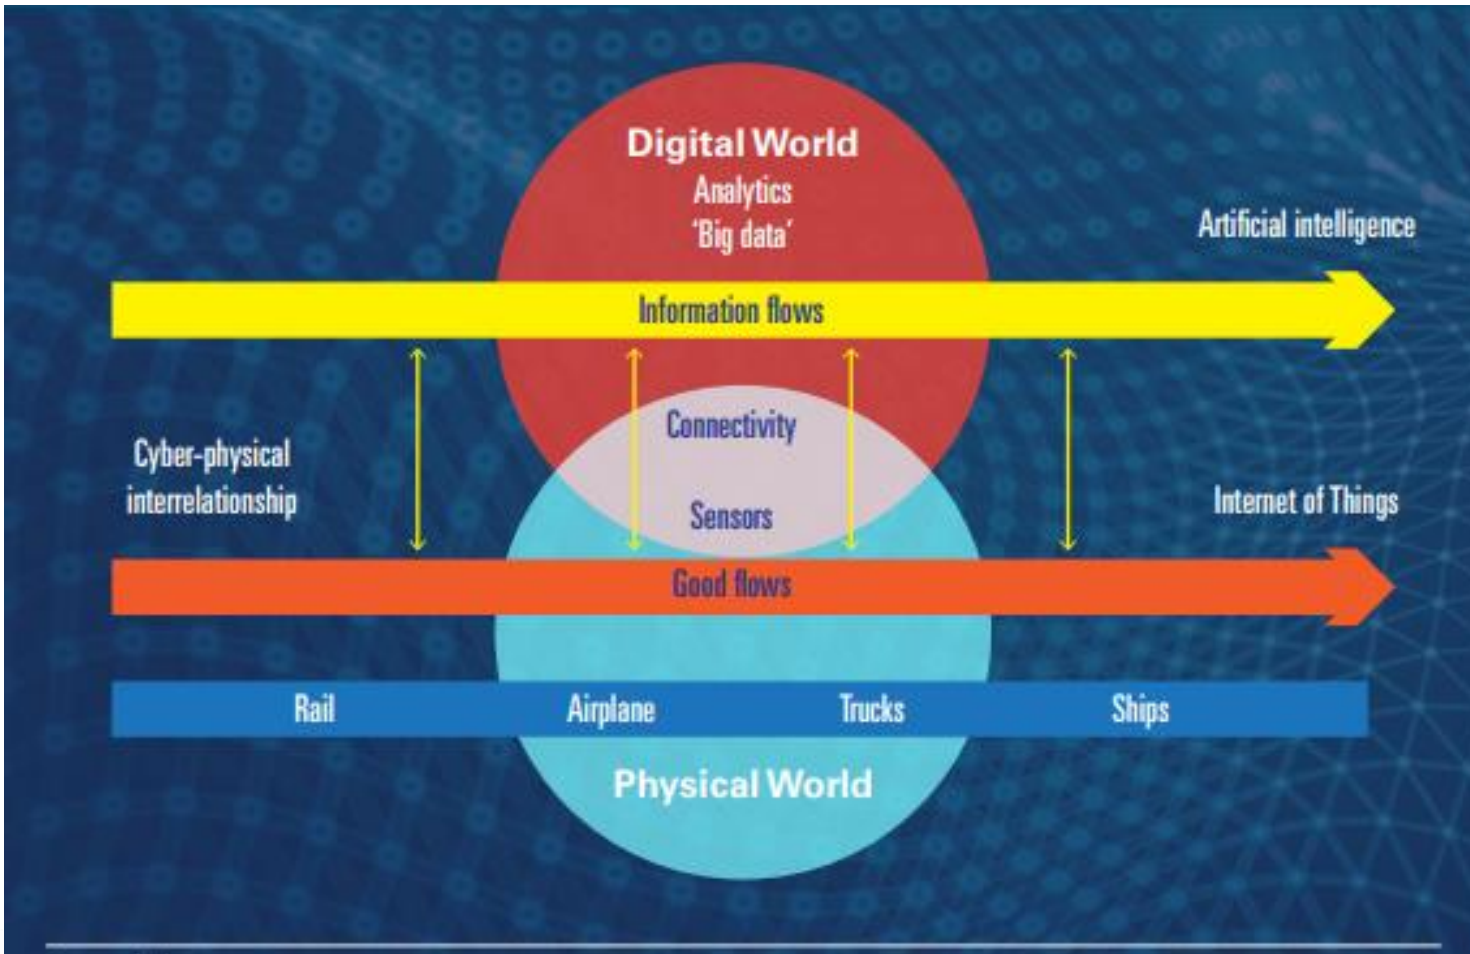 Digital World
Analytics
‘Big data’
Artificial intelligence
Information flows
Connectivity
Cyber-physical
interrelationship
Sensors
Internet of Things
Good flows
Rail Airplane Trucks Ships
Physical World